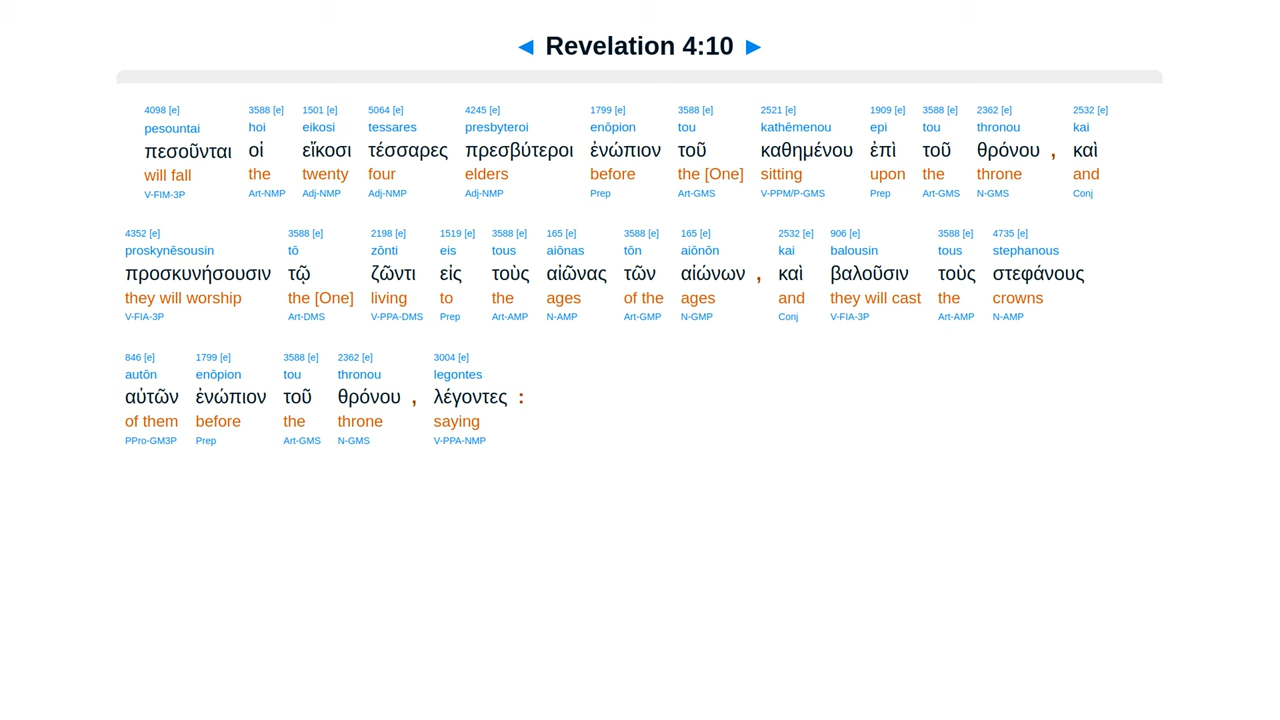 ◄ Revelation 4:10 ►
4098 [e] 3588 [e] 1501 [e] 5064 [e] 4245 [e] 1799 [e] 3588 [e] 2521 [e] 1909 [e] 3588 [e] 2362 [e] 2532 [e]
pesountai hoi eikosi tessares presbyteroi enōpion tou kathēmenou epi tou thronou kai
πεσοῦνται οἱ εἴκοσι τέσσαρες πρεσβύτεροι ἐνώπιον τοῦ καθημένου ἐπὶ τοῦ θρόνου , καὶ
will fall the twenty four elders before the [One] sitting upon the throne and
V-FIM-3P Art-NMP Adj-NMP Adj-NMP Adj-NMP Prep Art-GMS V-PPM/P-GMS Prep Art-GMS N-GMS Conj
4352 [e] 3588 [e] 2198 [e] 1519 [e] 3588 [e] 165 [e] 3588 [e] 165 [e] 2532 [e] 906 [e] 3588 [e] 4735 [e]
proskynēsousin tō zōnti eis tous aiōnas tōn aiōnōn kai balousin tous stephanous
προσκυνήσουσιν τῷ ζῶντι εἰς τοὺς αἰῶνας τῶν αἰώνων , καὶ βαλοῦσιν τοὺς στεφάνους
they will worship the [One] living to the ages of the ages and they will cast the crowns
V-FIA-3P Art-DMS V-PPA-DMS Prep Art-AMP N-AMP Art-GMP N-GMP Conj V-FIA-3P Art-AMP N-AMP
846 [e] 1799 [e] 3588 [e] 2362 [e] 3004 [e]
autōn enōpion tou thronou legontes
αὐτῶν ἐνώπιον τοῦ θρόνου , λέγοντες :
of them before the throne saying
PPro-GM3P Prep Art-GMS N-GMS V-PPA-NMP